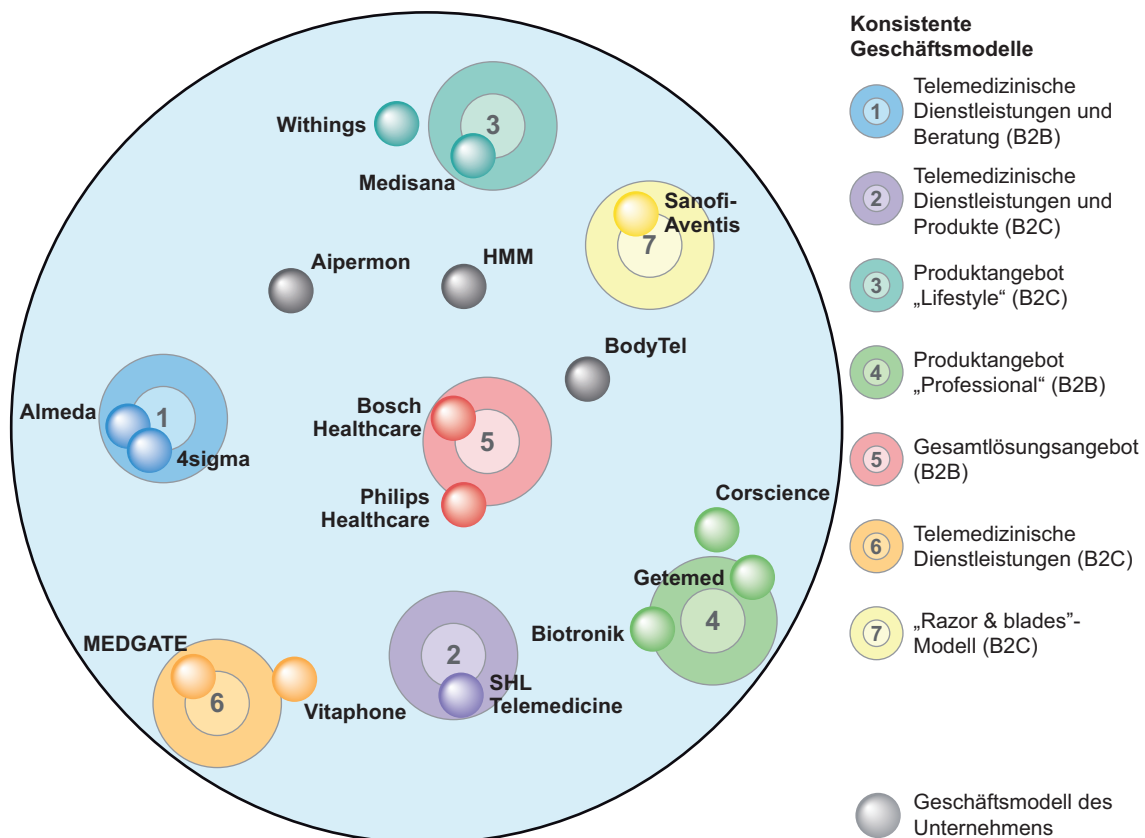 Withings
3
Medisana
Sanofi-
Aventis
7
Aipermon
HMM
BodyTel
Almeda
1
4sigma
Bosch
Healthcare
5
Philips
Healthcare
Corscience
Getemed
Biotronik
4
MEDGATE
6
Vitaphone
2
SHL
Telemedicine
Konsistente
Geschäftsmodelle
1
Telemedizinische
Dienstleistungen und
Beratung (B2B)
2
Telemedizinische
Dienstleistungen und
Produkte (B2C)
3
Produktangebot
„Lifestyle“ (B2C)
4
Produktangebot
„Professional“ (B2B)
5
Gesamtlösungsangebot
(B2B)
6
Telemedizinische
Dienstleistungen (B2C)
7
„Razor & blades”-
Modell (B2C)
Geschäftsmodell des
Unternehmens